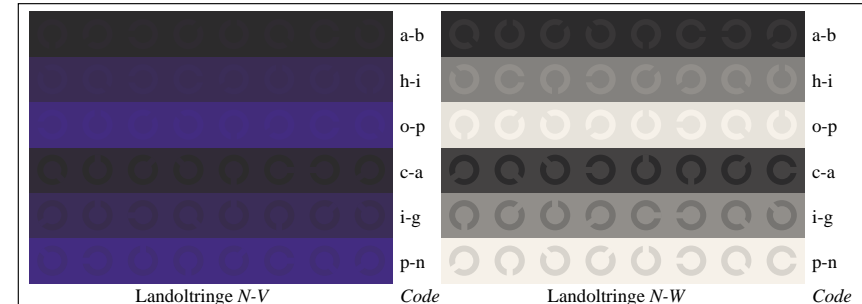 a-b a-b
h-i h-i
o-p o-p
c-a c-a
i-g i-g
p-n p-n
Landoltringe N-V Code Landoltringe N-W Code